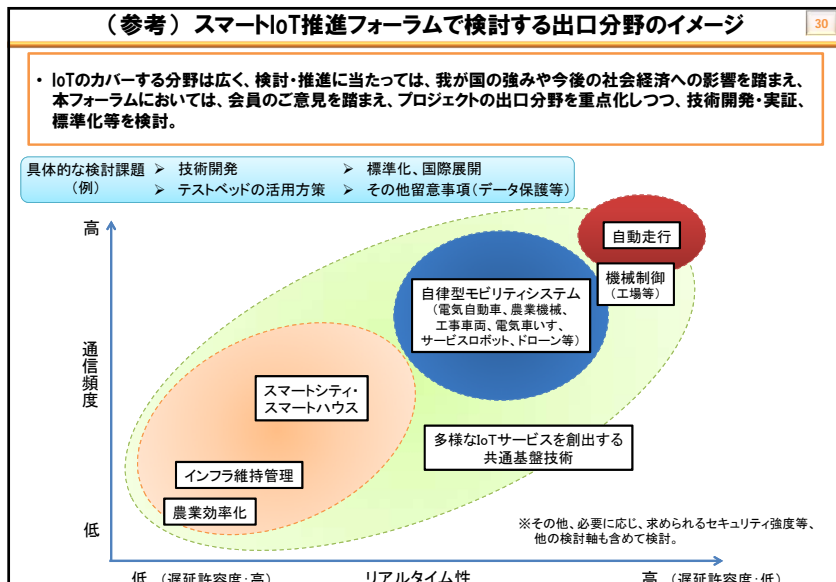 （参考）スマートIoT推進フォーラムで検討する出口分野のイメージ
30
・ IoTのカバーする分野は広く、検討・推進に当たっては、我が国の強みや今後の社会経済への影響を踏まえ、
本フォーラムにおいては、会員のご意見を踏まえ、プロジェクトの出口分野を重点化しつつ、技術開発・実証、
標準化等を検討。
具体的な検討課題 ➢ 技術開発 ➢ 標準化、国際展開
（例） ➢ テストベッドの活用方策 ➢ その他留意事項（データ保護等）
高
自動走行
機械制御
（工場等）
自律型モビリティシステム
（電気自動車、農業機械、
工事車両、電気車いす、
サービスロボット、ドローン等）
通信頻度
スマートシティ・
スマートハウス
多様なIoTサービスを創出する
共通基盤技術
インフラ維持管理
農業効率化
低
※その他、必要に応じ、求められるセキュリティ強度等、
他の検討軸も含めて検討。
低 （遅延許容度：高） リアルタイム性 高 （遅延許容度：低）